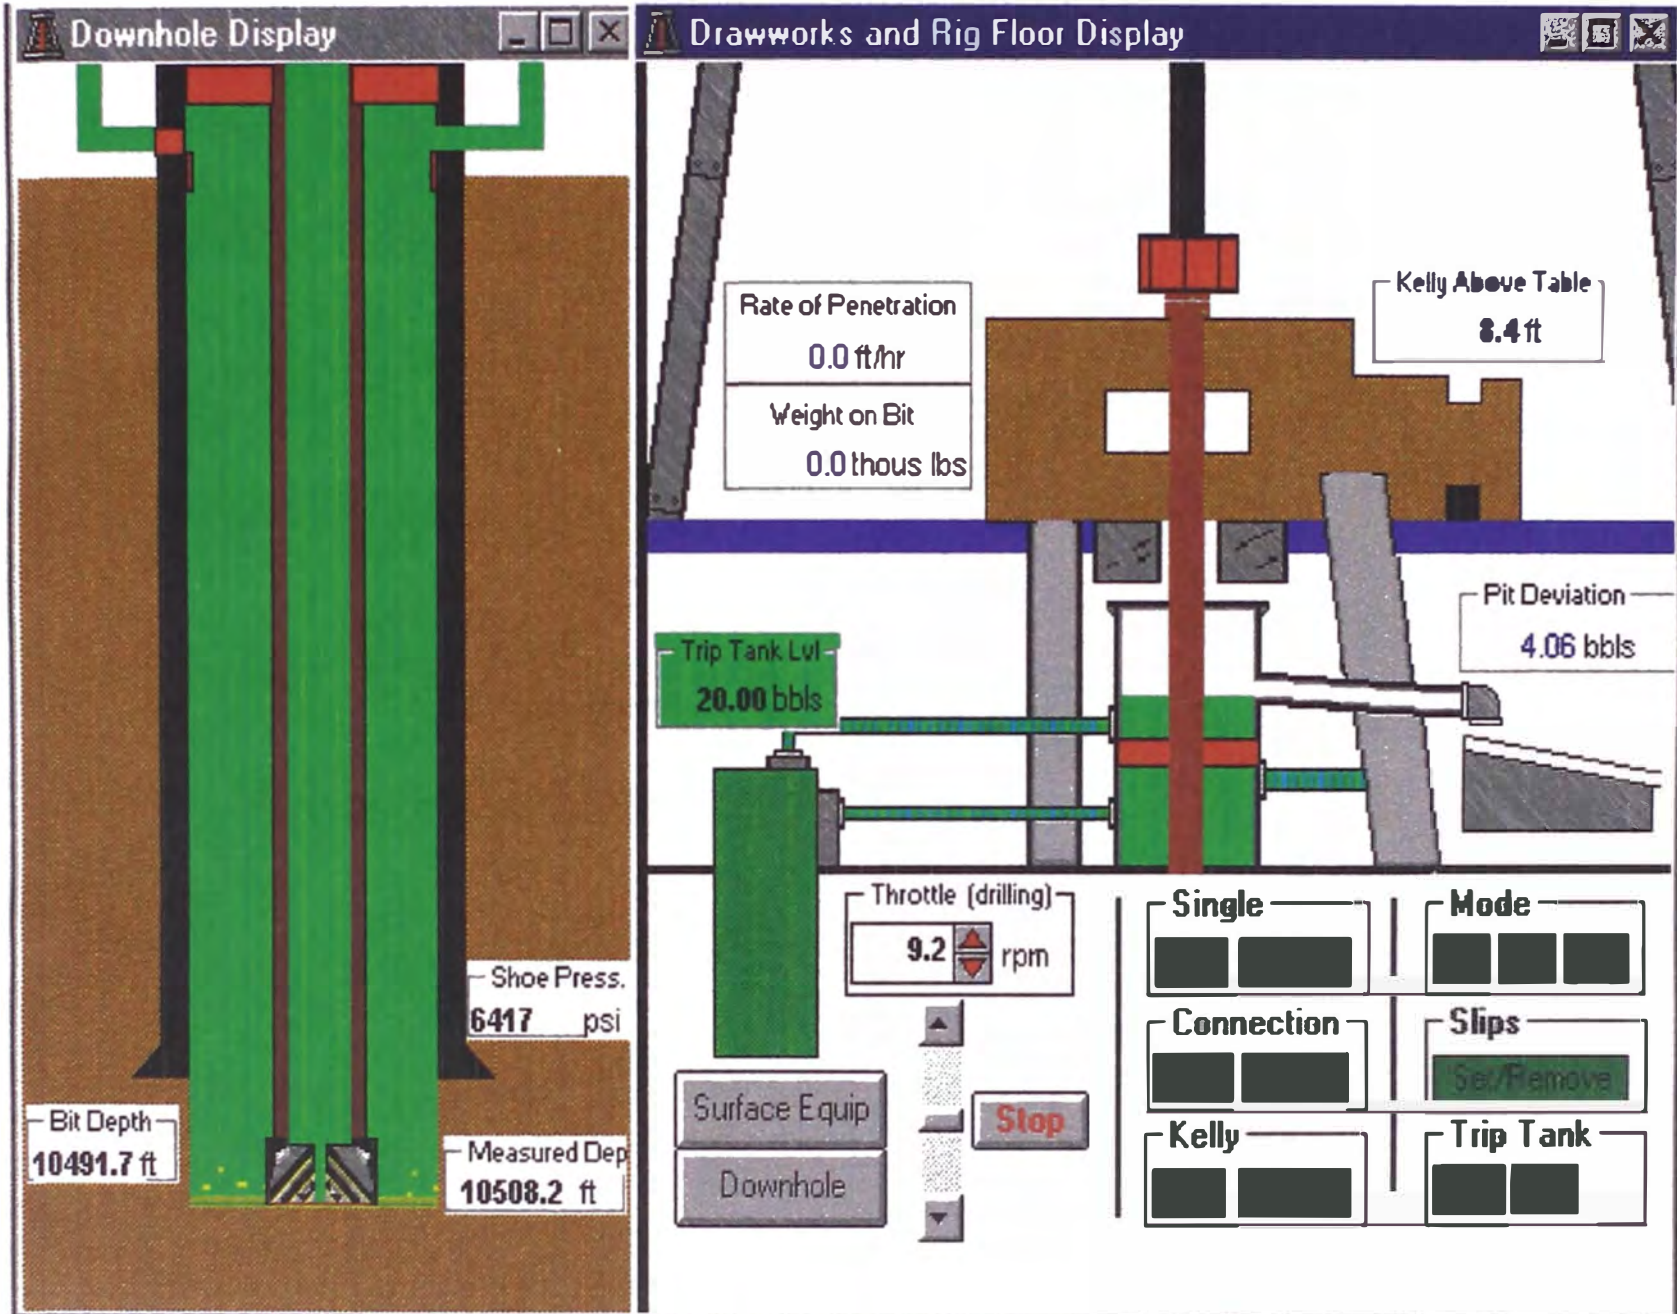 Downhole Display
Shoe Press.
6417 psi
Bit Depth
10491.7 ft
Measured Dep
10508.2 ft
Drawworks and Rig Floor Display
Rate of Penetration
0.0 ft/hr
Weight on Bit
0.0 thous lbs
Kelly Above Table
8.4 ft
Pit Deviation
4.06 bbls
Trip Tank Lvl
20.00 bbls
Throttle (drilling)
9.2 rpm
Surface Equip
Downhole
Stop
Single
Mode
Connection
Slips
Set/Remove
Kelly
Trip Tank